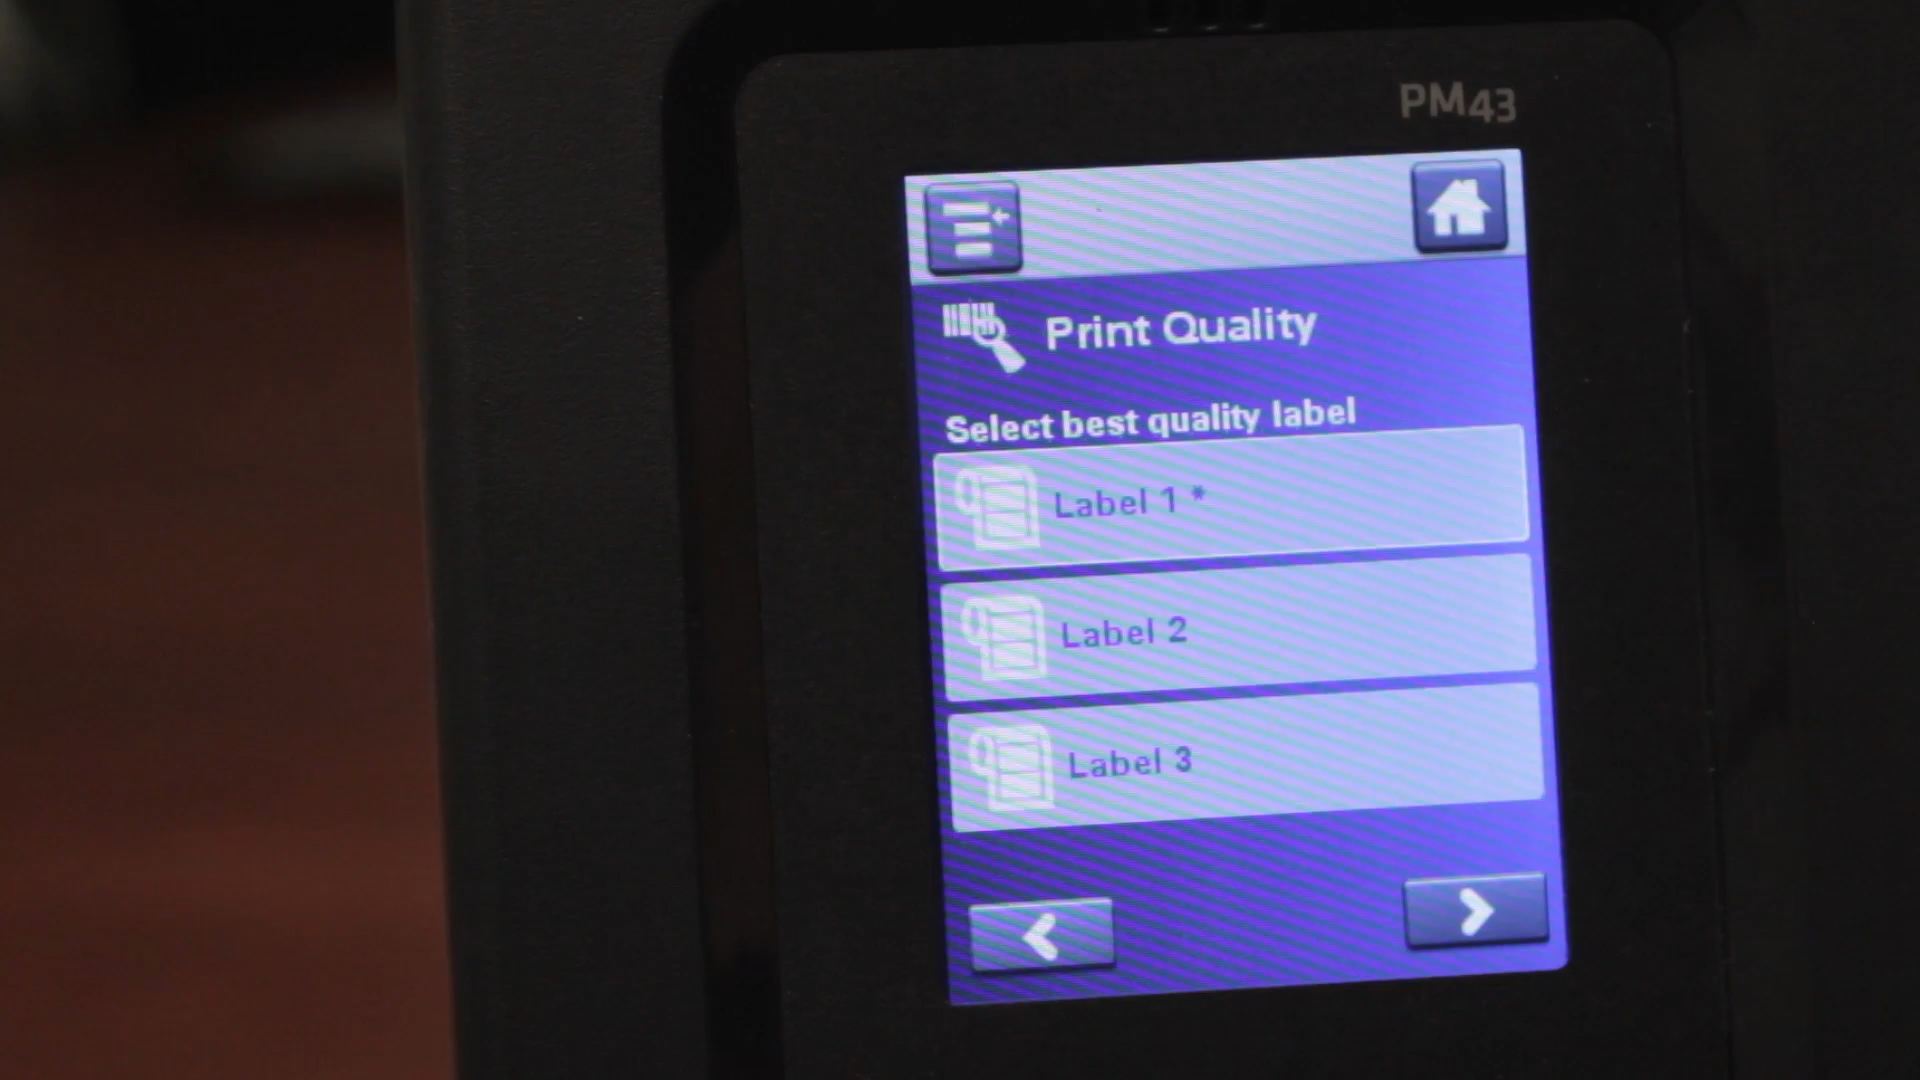 PM43
Print Quality
Select best quality label
Label 1 *
Label 2
Label 3